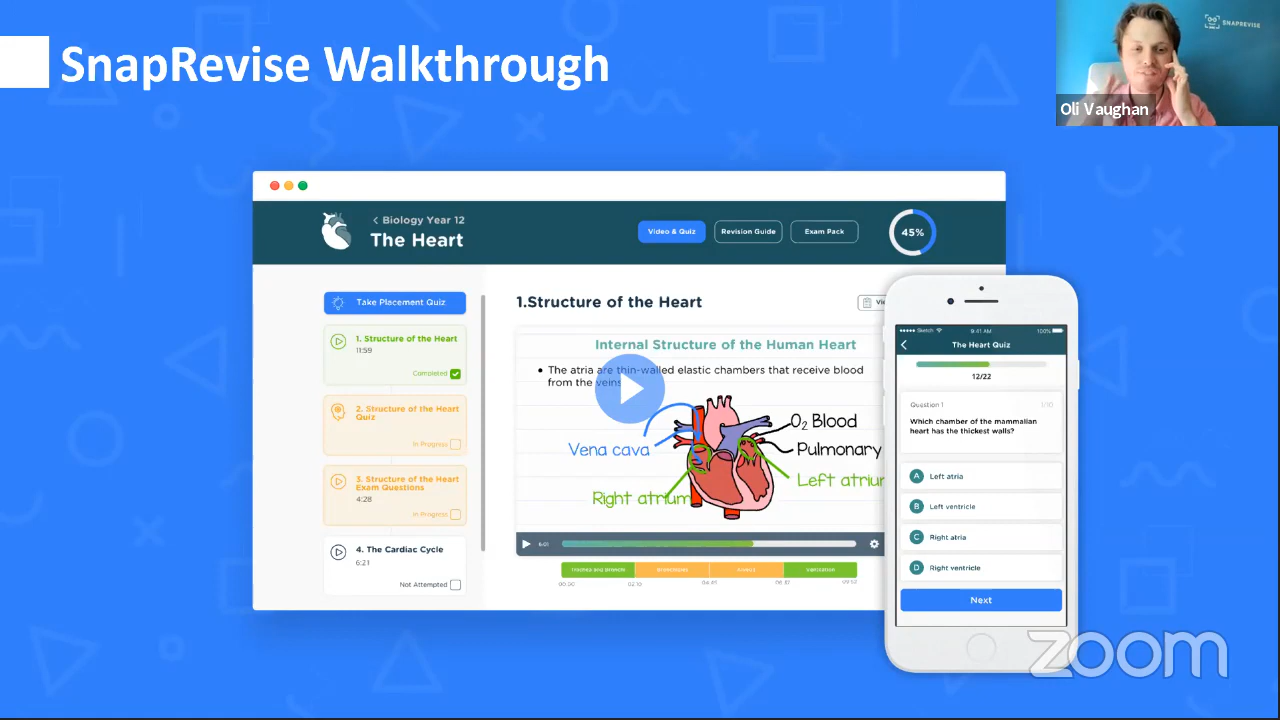 SnapRevise Walkthrough
SNAPREVISE
Oli Vaughan
< Biology Year 12
The Heart
Video & Quiz
Revision Guide
Exam Pack
45%
Take Placement Quiz
1. Structure of the Heart
11:59
Completed
2. Structure of the Heart
Quiz
In Progress
3. Structure of the Heart
Exam Questions
4:28
In Progress
4. The Cardiac Cycle
6:21
Not Attempted
1.Structure of the Heart
Internal Structure of the Human Heart
• The atria are thin-walled elastic chambers that receive blood
from the veins
O2 Blood
Vena cava
Pulmonary
Left atriu
Right atrium
6:01
Sketch
9:41 AM
100%
The Heart Quiz
12/22
Question 1
1/10
Which chamber of the mammalian
heart has the thickest walls?
A Left atria
B Left ventricle
C Right atria
D Right ventricle
Next
zoom